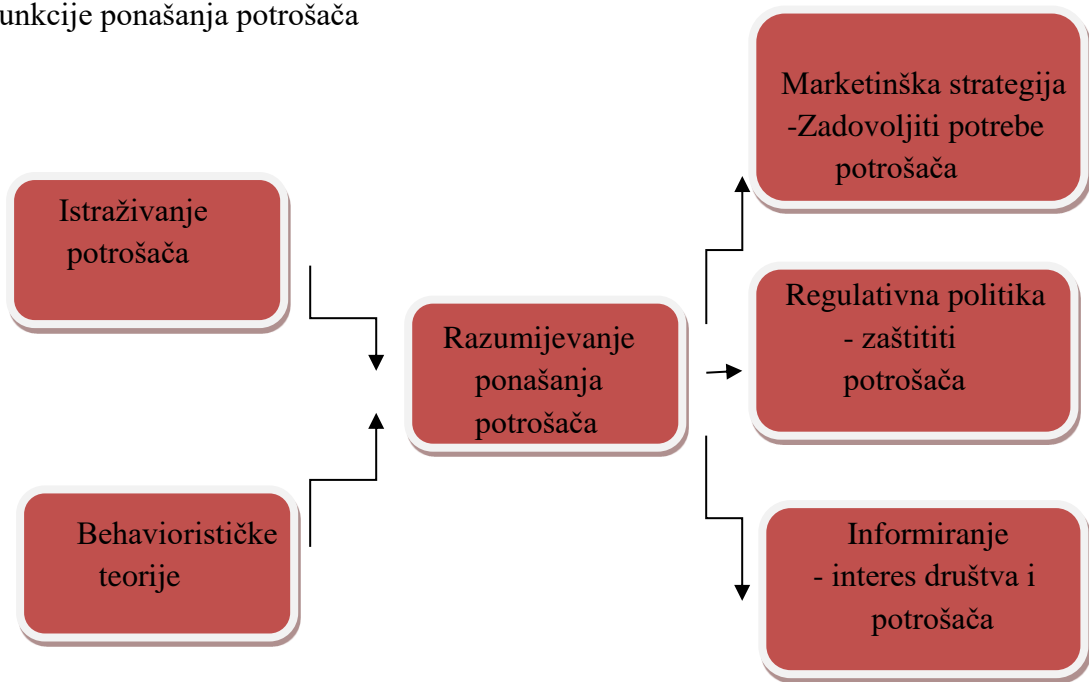 unkcije ponašanja potrošača
Marketinška strategija
-Zadovoljiti potrebe
potrošača
Istraživanje
potrošača
Regulativna politika
- zaštititi
potrošača
Razumijevanje
ponašanja
potrošača
Behaviorističke
teorije
Informiranje
- interes društva i
potrošača